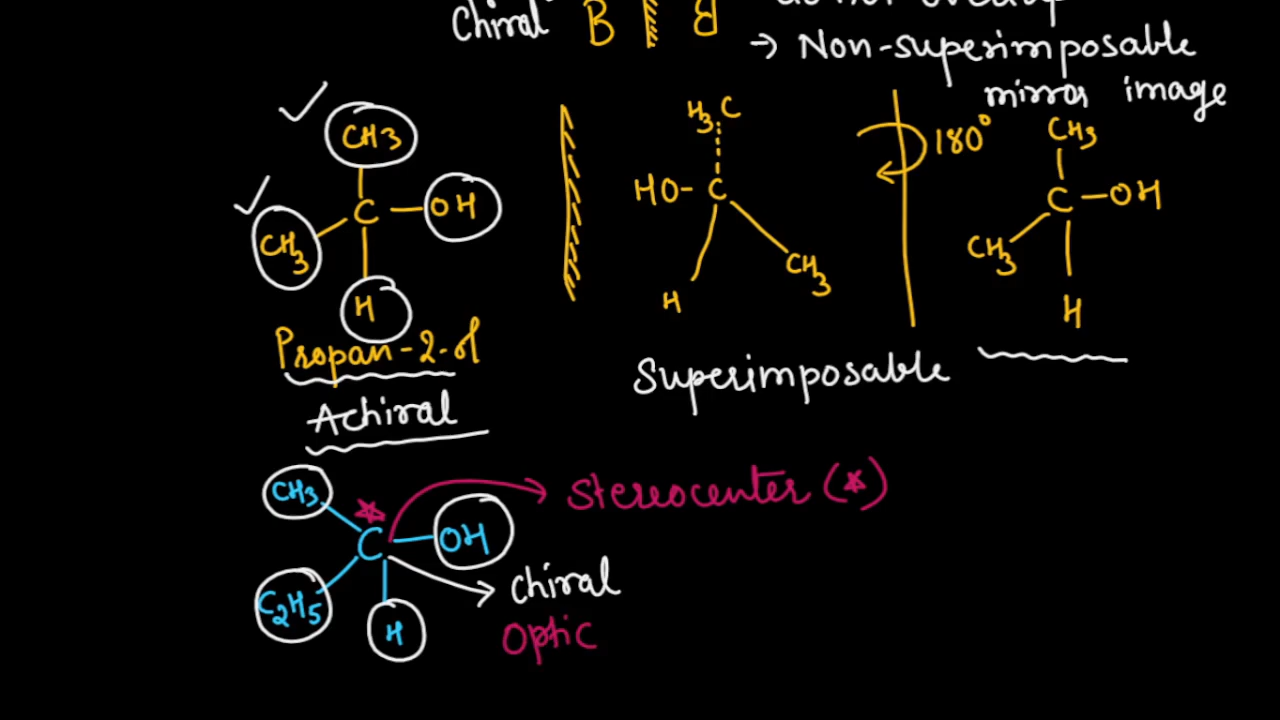 Chiral B B
→ Non-superimposable
mirror image
CH3
CH3 C - OH
H
Propan-2-ol
Achiral
H3C
HO- C
H CH3
Superimposable
180°
CH3
C - OH
CH3
H
CH3 * C OH
C2H5 H
Stereocenter (*)
Chiral
Optic